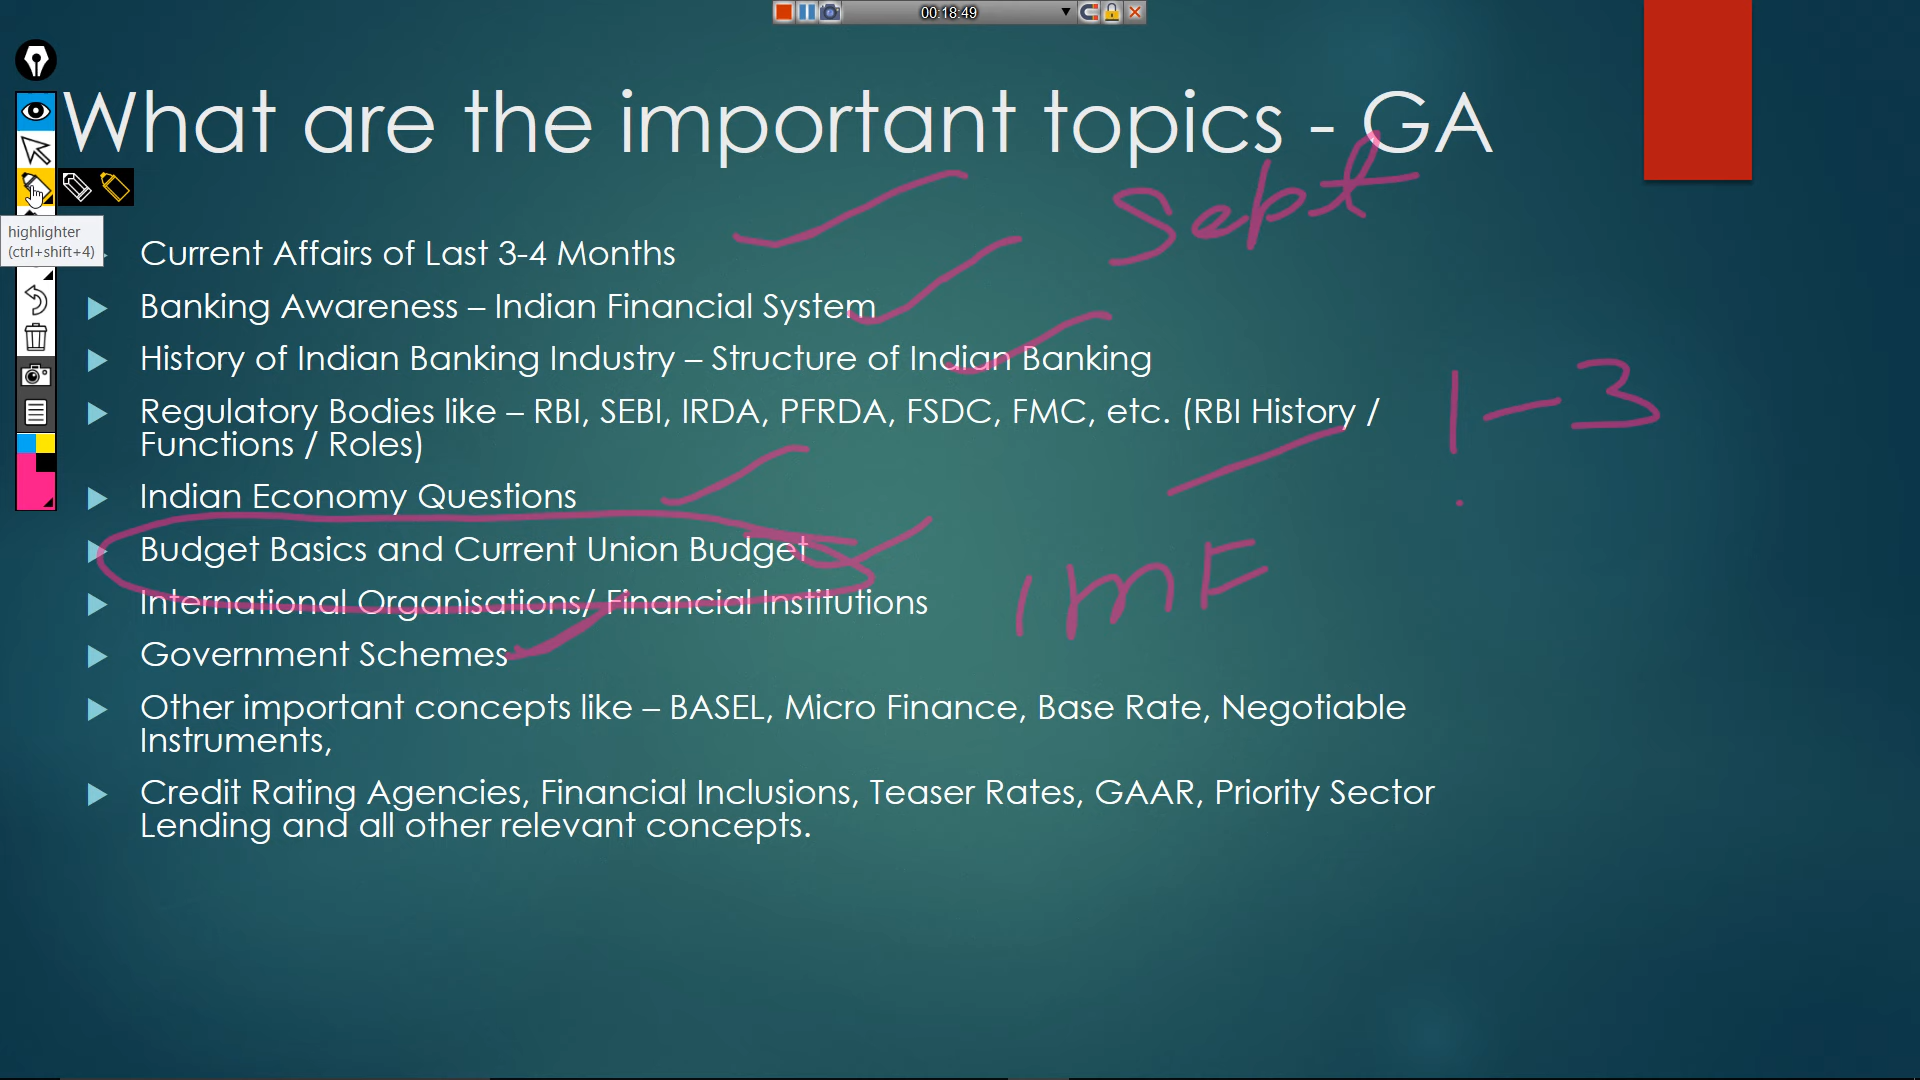 00:18:49
What are the important topics - GA
Sept
highlighter
(ctrl+shift+4)
Current Affairs of Last 3-4 Months
Banking Awareness – Indian Financial System
History of Indian Banking Industry – Structure of Indian Banking
Regulatory Bodies like – RBI, SEBI, IRDA, PFRDA, FSDC, FMC, etc. (RBI History /
Functions / Roles)
1-3
Indian Economy Questions
Budget Basics and Current Union Budget
IMF
International Organisations/ Financial Institutions
Government Schemes
Other important concepts like – BASEL, Micro Finance, Base Rate, Negotiable
Instruments,
Credit Rating Agencies, Financial Inclusions, Teaser Rates, GAAR, Priority Sector
Lending and all other relevant concepts.